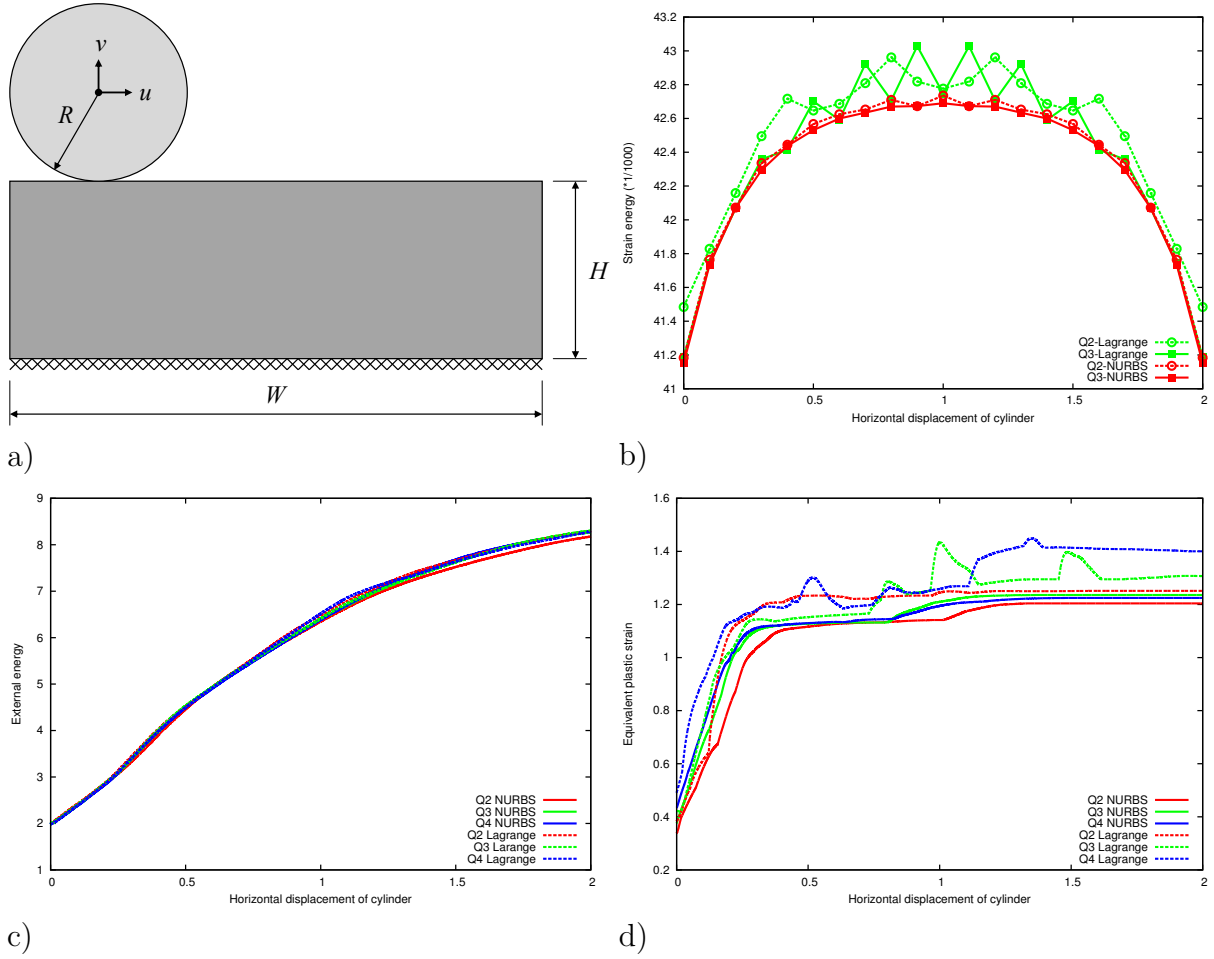 v
u
R
H
W
a)
43.2
43
42.8
42.6
42.4
42.2
42
41.8
41.6
41.4
41.2
41
Strain energy (*1/1000)
Q2-Lagrange
Q3-Lagrange
Q2-NURBS
Q3-NURBS
0
0.5
1
1.5
2
Horizontal displacement of cylinder
b)
9
8
7
6
5
4
3
2
1
External energy
Q2 NURBS
Q3 NURBS
Q4 NURBS
Q2 Lagrange
Q3 Larange
Q4 Lagrange
0
0.5
1
1.5
2
Horizontal displacement of cylinder
c)
1.6
1.4
1.2
1
0.8
0.6
0.4
0.2
Equivalent plastic strain
Q2 NURBS
Q3 NURBS
Q4 NURBS
Q2 Lagrange
Q3 Lagrange
Q4 Lagrange
0
0.5
1
1.5
2
Horizontal displacement of cylinder
d)